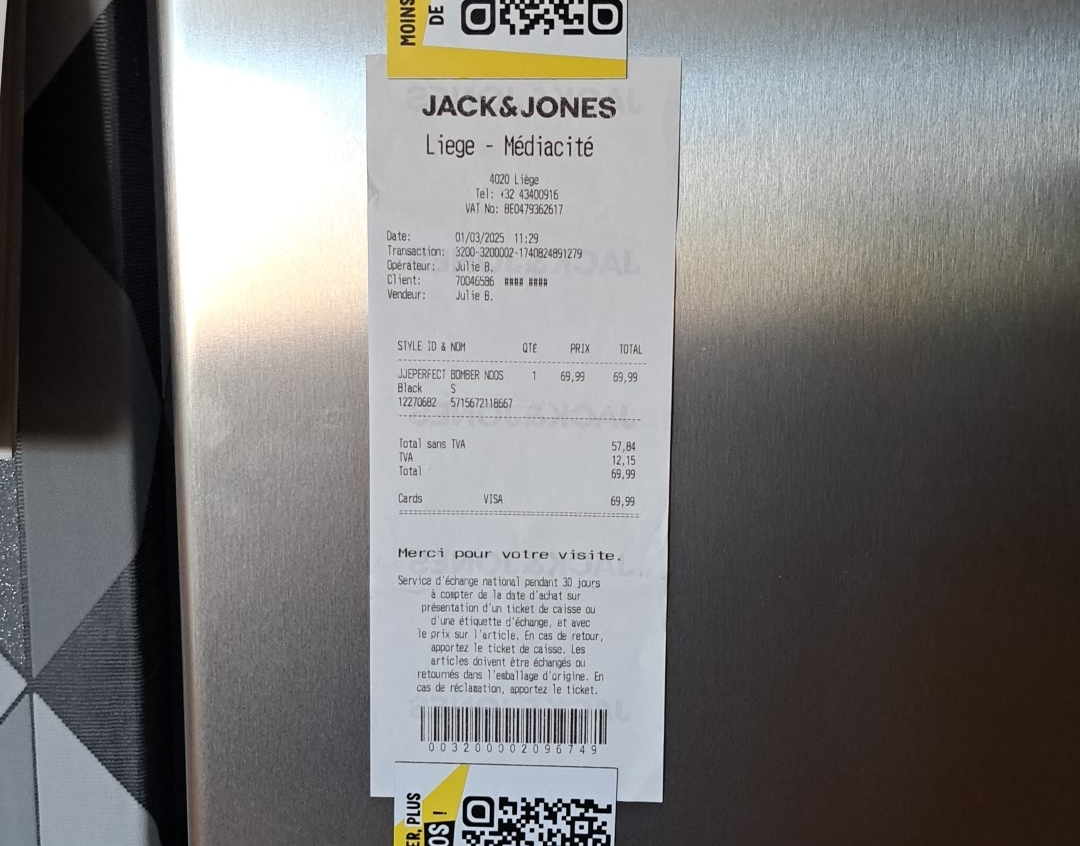 MOINS
DE
JACK&JONES
Liege - Médiacité
4020 Liège
Tel: +32 43400916
VAT No: BE0479362617
Date: 01/03/2025 11:29
Transaction: 3200-3200002-1740824891279
Opérateur: Julie B.
Client: 70046586 #### ####
Vendeur: Julie B.
STYLE ID & NOM QTÉ PRIX TOTAL
JJEPERFECT BOMBER NOOS 1 69,99 69,99
Black S
12270682 5715672118667
Total sans TVA 57,84
TVA 12,15
Total 69,99
Cards VISA 69,99
Merci pour votre visite.
Service d'échange national pendant 30 jours
à compter de la date d'achat sur
présentation d'un ticket de caisse ou
d'une étiquette d'échange, et avec
le prix sur l'article. En cas de retour,
apportez le ticket de caisse. Les
articles doivent être échangés ou
retournés dans l'emballage d'origine. En
cas de réclamation, apportez le ticket.
003200002096749
ER, PLUS
OS !